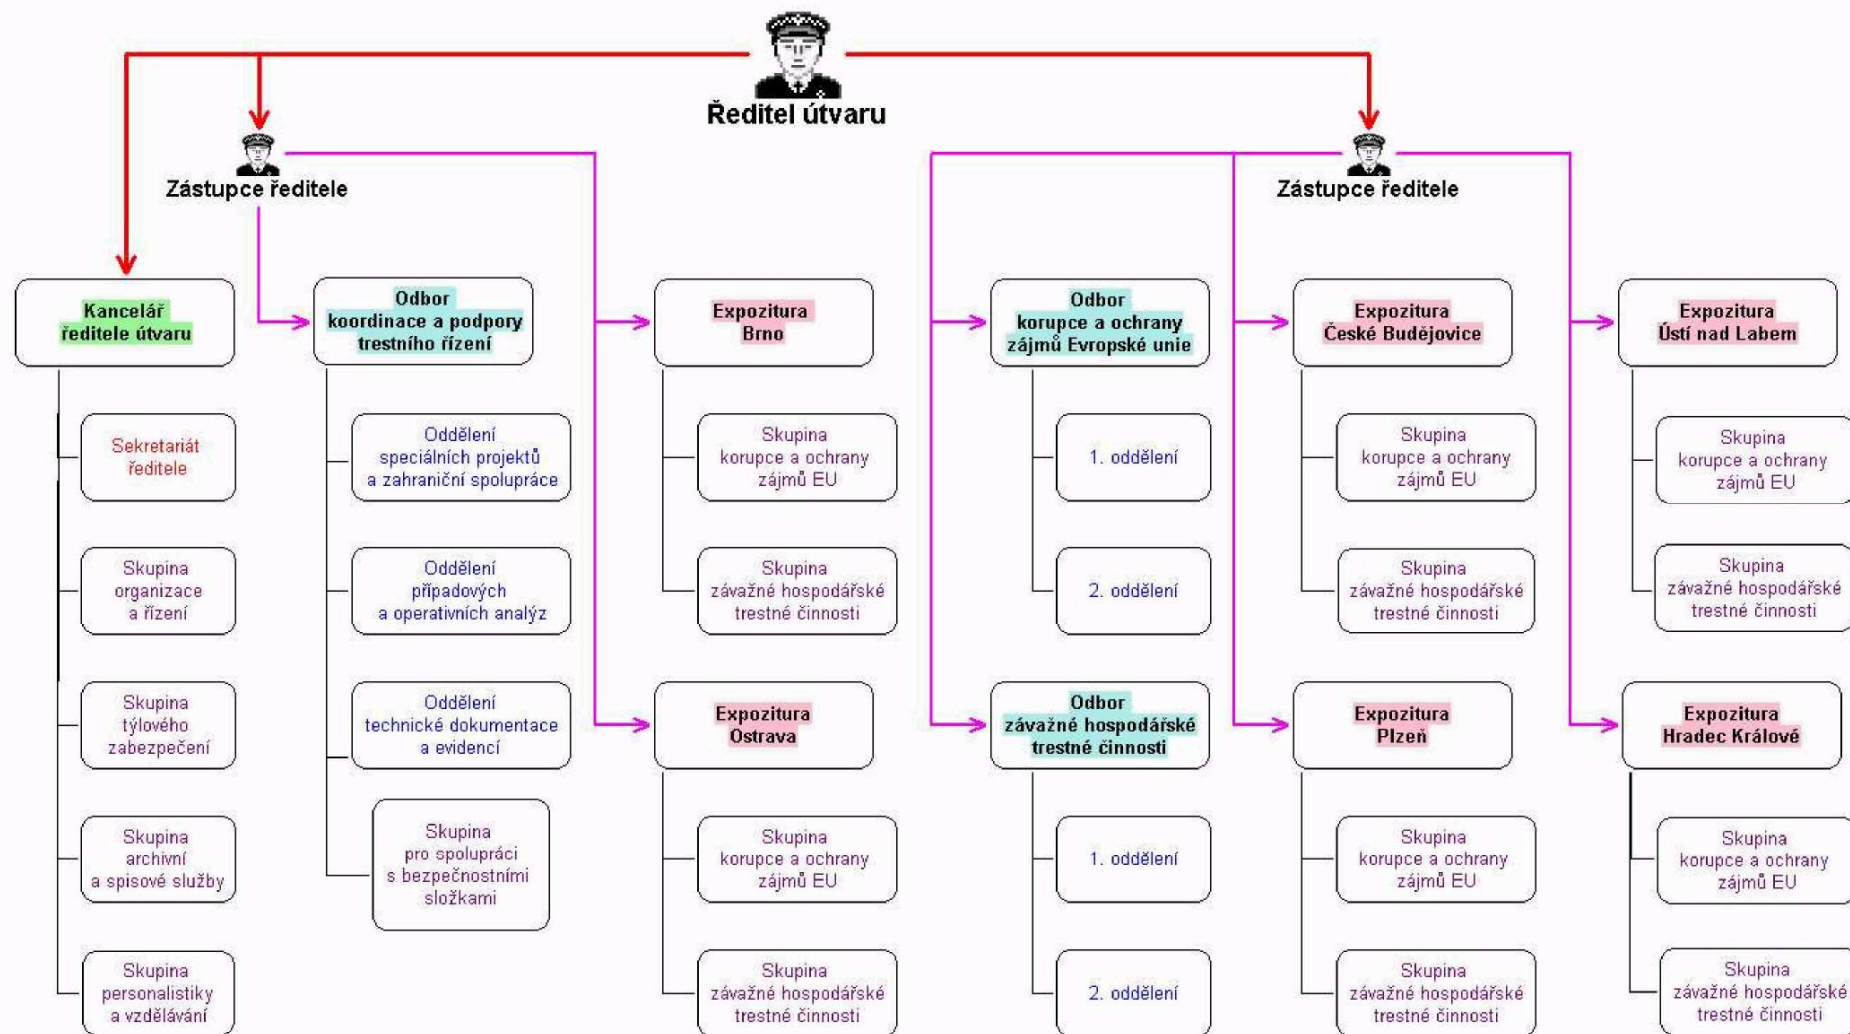 Ředitel útvaru
Zástupce ředitele
Zástupce ředitele
Kancelář
ředitele útvaru
Sekretariát
ředitele
Skupina
organizace
a řízení
Skupina
týlového
zabezpečení
Skupina
archivní
a spisové služby
Skupina
personalistiky
a vzdělávání
Odbor
koordinace a podpory
trestního řízení
Oddělení
speciálních projektů
a zahraniční spolupráce
Oddělení
případových
a operativních analýz
Oddělení
technické dokumentace
a evidencí
Skupina
pro spolupráci
s bezpečnostními
složkami
Expozitura
Brno
Skupina
korupce a ochrany
zájmů EU
Skupina
závažné hospodářské
trestné činnosti
Expozitura
Ostrava
Skupina
korupce a ochrany
zájmů EU
Skupina
závažné hospodářské
trestné činnosti
Odbor
korupce a ochrany
zájmů Evropské unie
1. oddělení
2. oddělení
Odbor
závažné hospodářské
trestné činnosti
1. oddělení
2. oddělení
Expozitura
České Budějovice
Skupina
korupce a ochrany
zájmů EU
Skupina
závažné hospodářské
trestné činnosti
Expozitura
Plzeň
Skupina
korupce a ochrany
zájmů EU
Skupina
závažné hospodářské
trestné činnosti
Expozitura
Ústí nad Labem
Skupina
korupce a ochrany
zájmů EU
Skupina
závažné hospodářské
trestné činnosti
Expozitura
Hradec Králové
Skupina
korupce a ochrany
zájmů EU
Skupina
závažné hospodářské
trestné činnosti